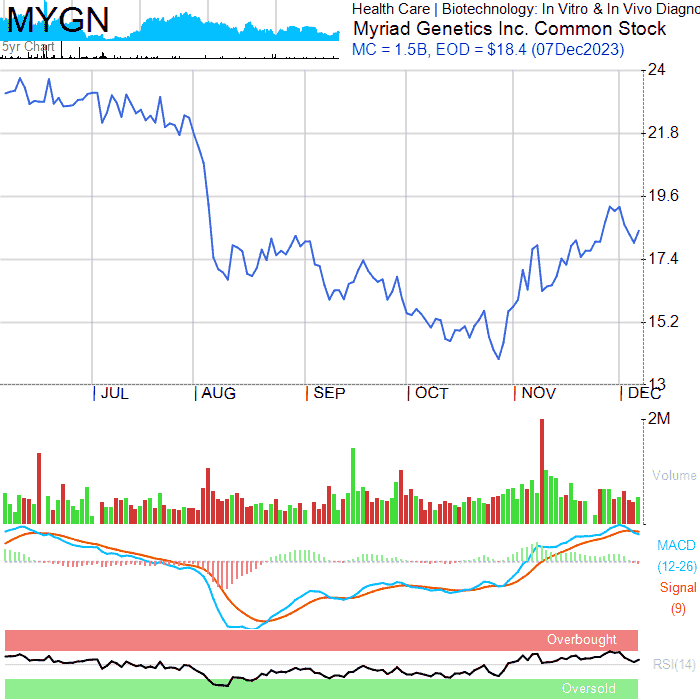 MYGN
5yr Chart
Health Care | Biotechnology: In Vitro & In Vivo Diagno
Myriad Genetics Inc. Common Stock
MC = 1.5B, EOD = $18.4 (07Dec2023)
24
21.8
19.6
17.4
15.2
13
JUL AUG SEP OCT NOV DEC
2M
Volume
MACD
(12-26)
Signal
(9)
Overbought
RSI(14)
Oversold